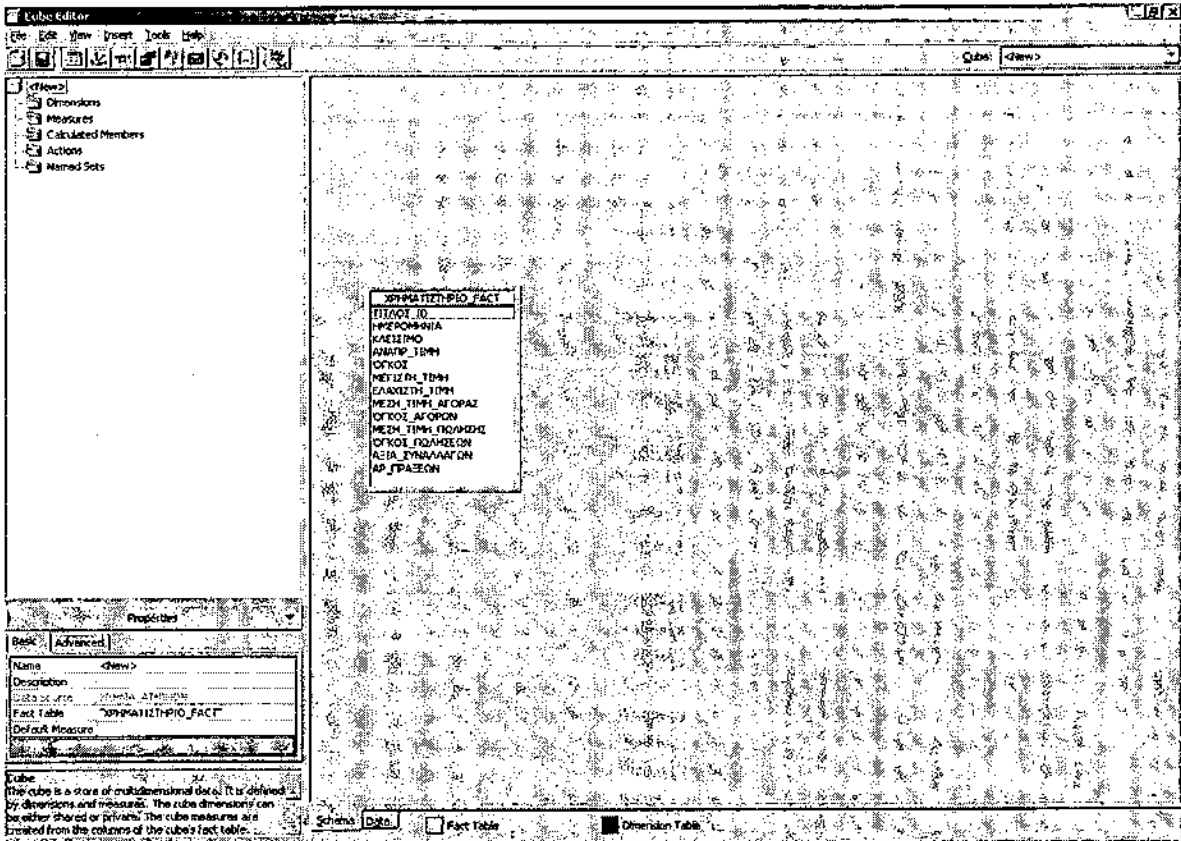 Cube Editor
File Edit View Insert Tools Help
Cube: <New>
<New>
Dimensions
Measures
Calculated Members
Actions
Named Sets
ΧΡΗΜΑΤΙΣΤΗΡΙΟ_FACT
ΤΙΤΛΟΣ_ID
ΗΜΕΡΟΜΗΝΙΑ
ΚΛΕΙΣΙΜΟ
ΑΝΑΠΡ_ΤΙΜΗ
ΟΓΚΟΣ
ΜΕΓΙΣΤΗ_ΤΙΜΗ
ΕΛΑΧΙΣΤΗ_ΤΙΜΗ
ΜΕΣΗ_ΤΙΜΗ_ΑΓΟΡΑΣ
ΟΓΚΟΣ_ΑΓΟΡΩΝ
ΜΕΣΗ_ΤΙΜΗ_ΠΩΛΗΣΗΣ
ΟΓΚΟΣ_ΠΩΛΗΣΕΩΝ
ΑΞΙΑ_ΣΥΝΑΛΛΑΓΩΝ
ΑΡ_ΠΡΑΞΕΩΝ
Properties
Basic Advanced
Name <New>
Description
Data Source
Fact Table "ΧΡΗΜΑΤΙΣΤΗΡΙΟ_FACT"
Default Measure
Cube
The cube is a store of multidimensional data. It is defined
by dimensions and measures. The cube dimensions can
be either shared or private. The cube measures are
created from the columns of the cube's fact table.
Schema Data Fact Table Dimension Table